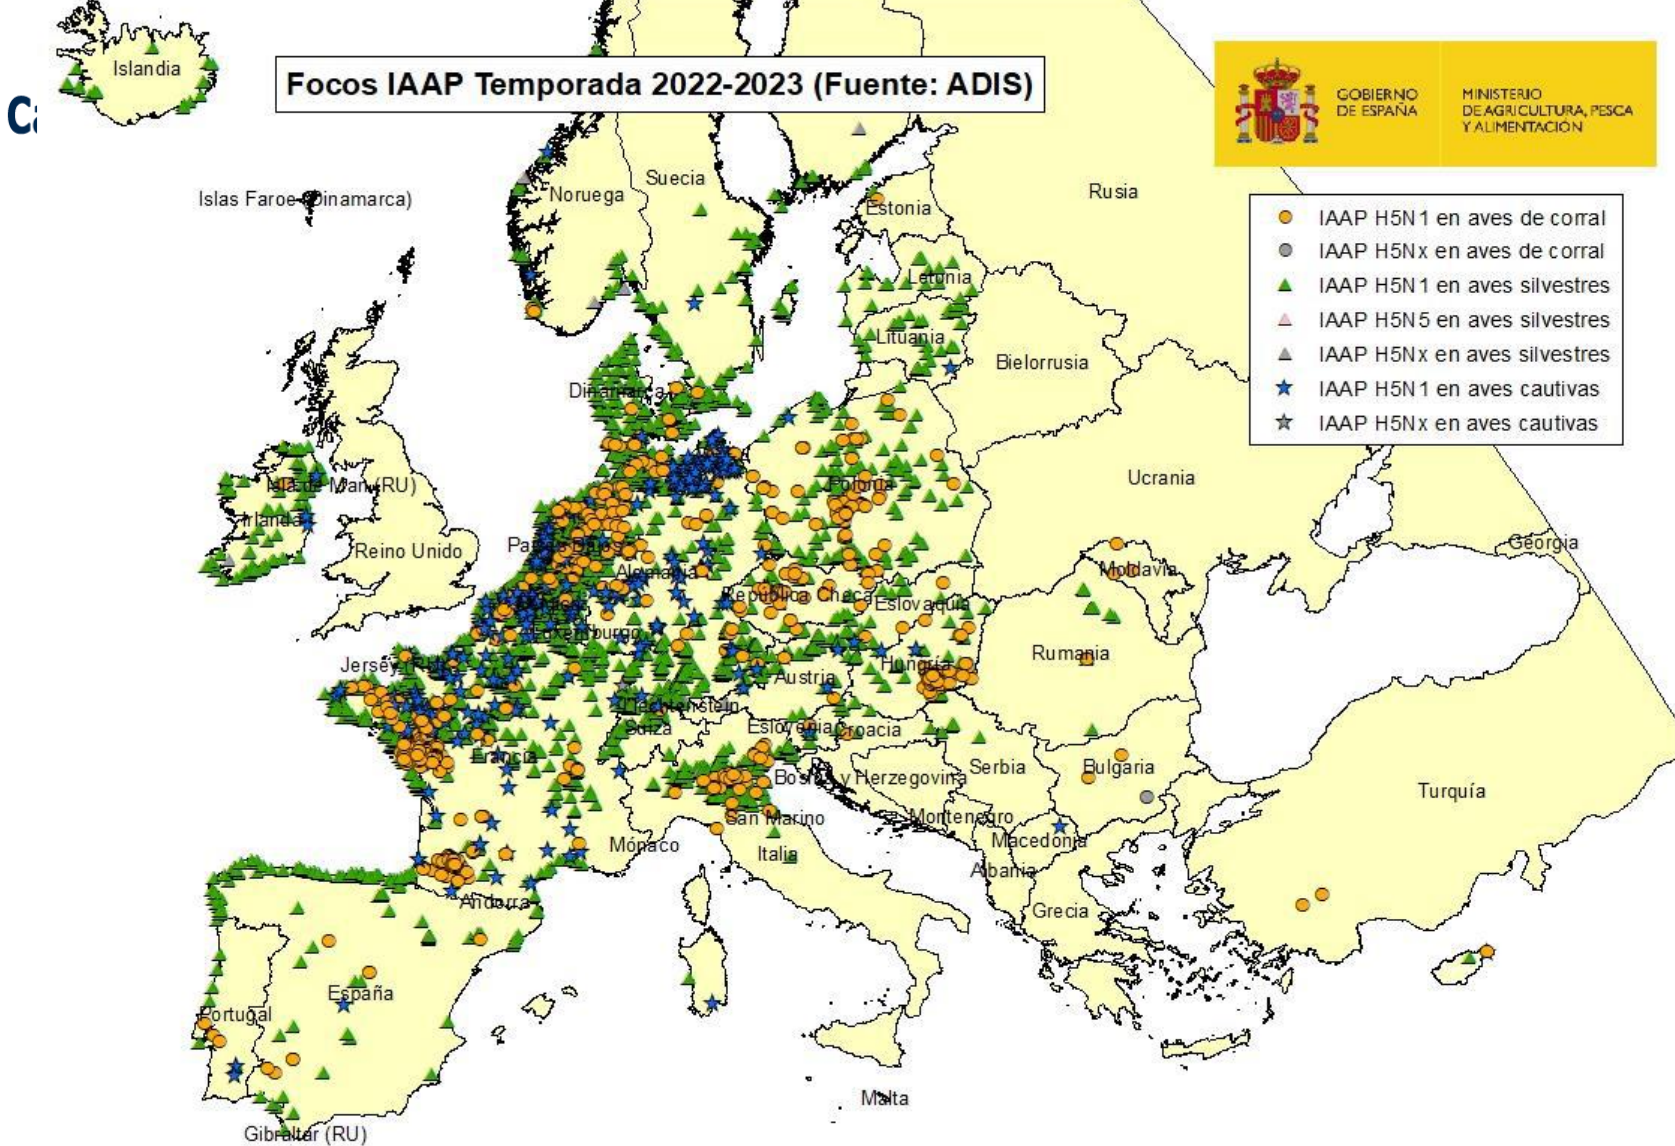 Islandia
Focos IAAP Temporada 2022-2023 (Fuente: ADIS)
GOBIERNO
DE ESPAÑA
MINISTERIO
DE AGRICULTURA, PESCA
Y ALIMENTACIÓN
Ca
Islas Faroe (Dinamarca)
Noruega
Suecia
Estonia
Rusia
IAAP H5N1 en aves de corral
IAAP H5Nx en aves de corral
IAAP H5N1 en aves silvestres
IAAP H5N5 en aves silvestres
IAAP H5Nx en aves silvestres
IAAP H5N1 en aves cautivas
IAAP H5Nx en aves cautivas
Letonia
Lituania
Bielorrusia
Dinamarca
Isla de Man (RU)
Irlanda
Reino Unido
Polonia
Ucrania
Georgia
Países Bajos
Alemania
República Checa
Eslovaquia
Moldavia
Luxemburgo
Jersey (RU)
Austria
Hungría
Rumania
Liechtenstein
Suiza
Eslovenia
Croacia
Francia
Bosnia y Herzegovina
Serbia
Bulgaria
Turquía
San Marino
Montenegro
Mónaco
Italia
Macedonia
Albania
Andorra
Grecia
España
Portugal
Malta
Gibraltar (RU)